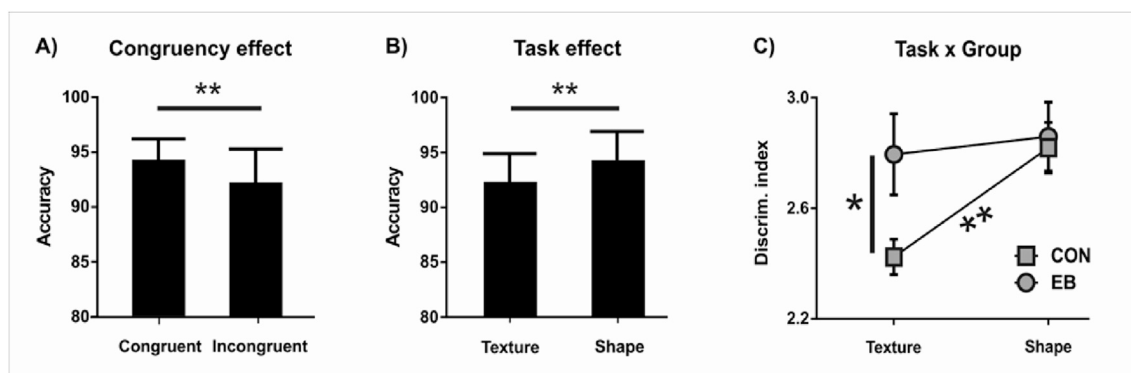 A) Congruency effect
**
100
95
90
85
80
Accuracy
Congruent Incongruent
B) Task effect
**
100
95
90
85
80
Accuracy
Texture Shape
C) Task x Group
3.0
2.6
2.2
Discrim. index
*
**
CON
EB
Texture Shape